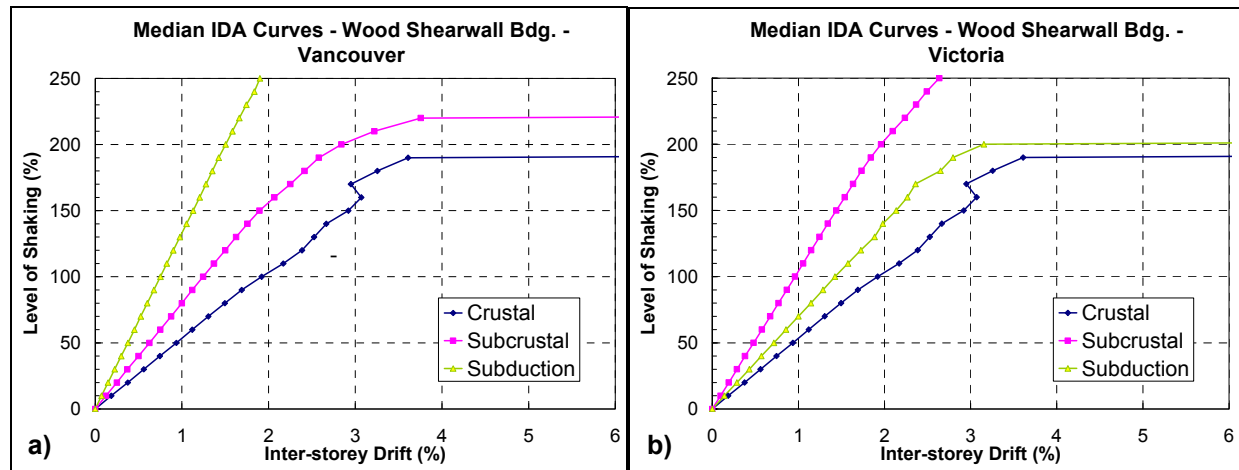 Median IDA Curves - Wood Shearwall Bdg. -
Vancouver
Level of Shaking (%)
250
200
150
100
50
0
0 1 2 3 4 5 6
Inter-storey Drift (%)
Crustal
Subcrustal
Subduction
a)
Median IDA Curves - Wood Shearwall Bdg. -
Victoria
Level of Shaking (%)
250
200
150
100
50
0
0 1 2 3 4 5 6
Inter-storey Drift (%)
Crustal
Subcrustal
Subduction
b)